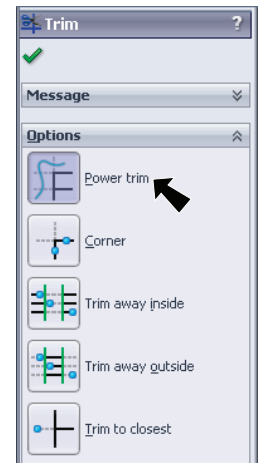 Trim ?
Message
Options
Power trim
Corner
Trim away inside
Trim away outside
Trim to closest